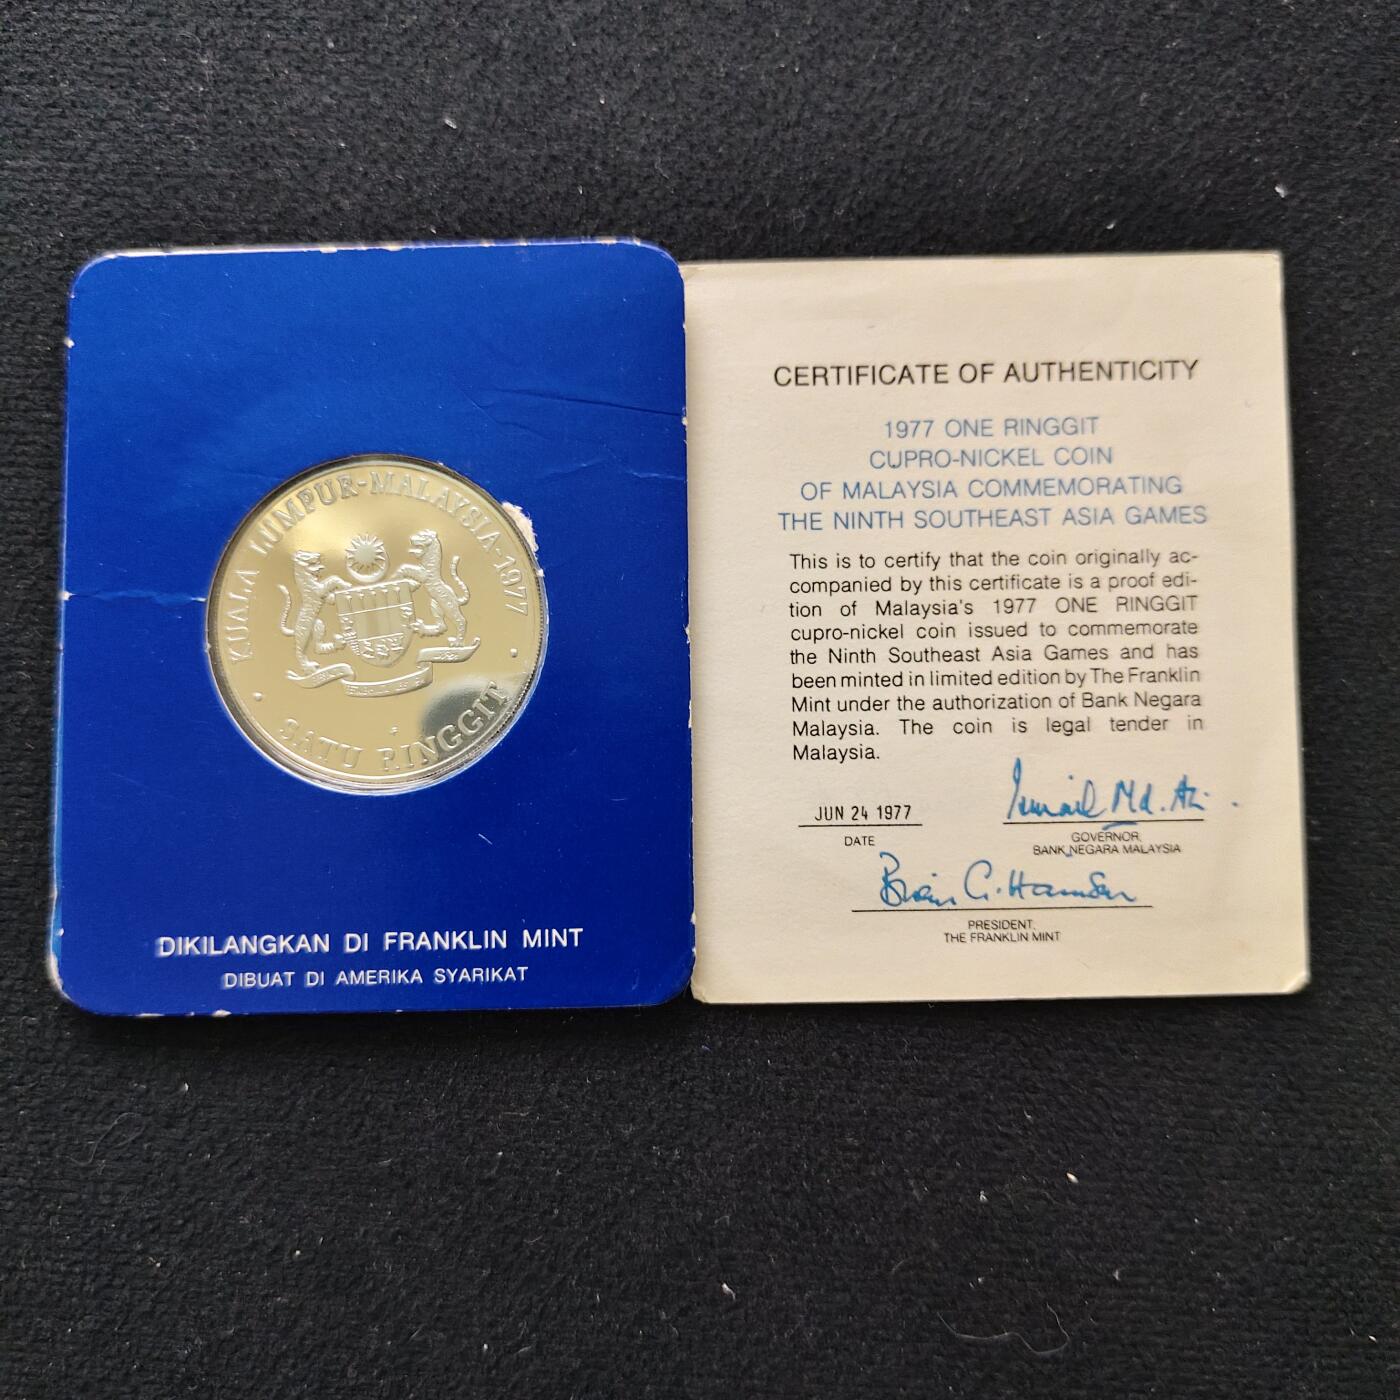 KUALA LUMPUR-MALAYSIA-1977
SATU RINGGIT
DIKILANGKAN DI FRANKLIN MINT
DIBUAT DI AMERIKA SYARIKAT
CERTIFICATE OF AUTHENTICITY
1977 ONE RINGGIT
CUPRO-NICKEL COIN
OF MALAYSIA COMMEMORATING
THE NINTH SOUTHEAST ASIA GAMES
This is to certify that the coin originally ac-
companied by this certificate is a proof edi-
tion of Malaysia's 1977 ONE RINGGIT
cupro-nickel coin issued to commemorate
the Ninth Southeast Asia Games and has
been minted in limited edition by The Franklin
Mint under the authorization of Bank Negara
Malaysia. The coin is legal tender in
Malaysia.
Ismail Md. Ali.
JUN 24 1977
DATE
GOVERNOR,
BANK NEGARA MALAYSIA
Brian G. Harrison
PRESIDENT,
THE FRANKLIN MINT